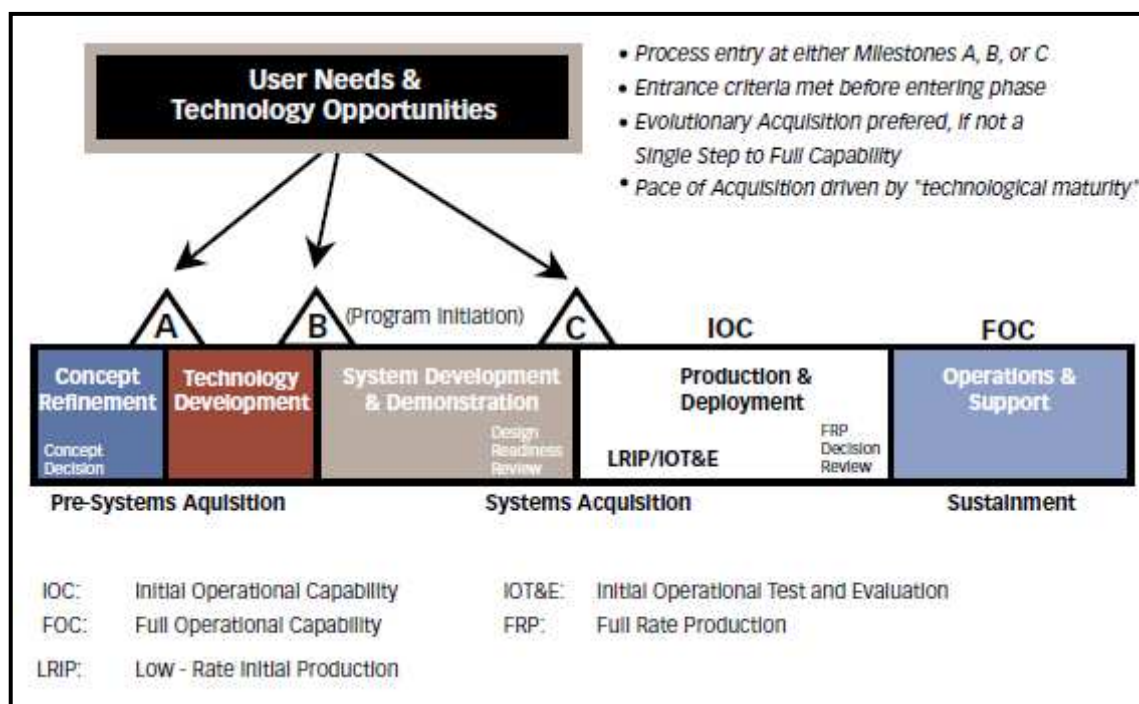 User Needs &
Technology Opportunities
• Process entry at either Milestones A, B, or C
• Entrance criteria met before entering phase
• Evolutionary Acquisition prefered, if not a
Single Step to Full Capability
• Pace of Acquisition driven by "technological maturity"
A
B
(Program Initiation)
C
IOC
FOC
Concept
Refinement
Concept
Decision
Technology
Development
System Development
& Demonstration
Design
Readiness
Review
Production &
Deployment
LRIP/IOT&E
FRP
Decision
Review
Operations &
Support
Pre-Systems Aquisition
Systems Acquisition
Sustainment
IOC: Initial Operational Capability
FOC: Full Operational Capability
LRIP: Low - Rate Initial Production
IOT&E: Initial Operational Test and Evaluation
FRP: Full Rate Production